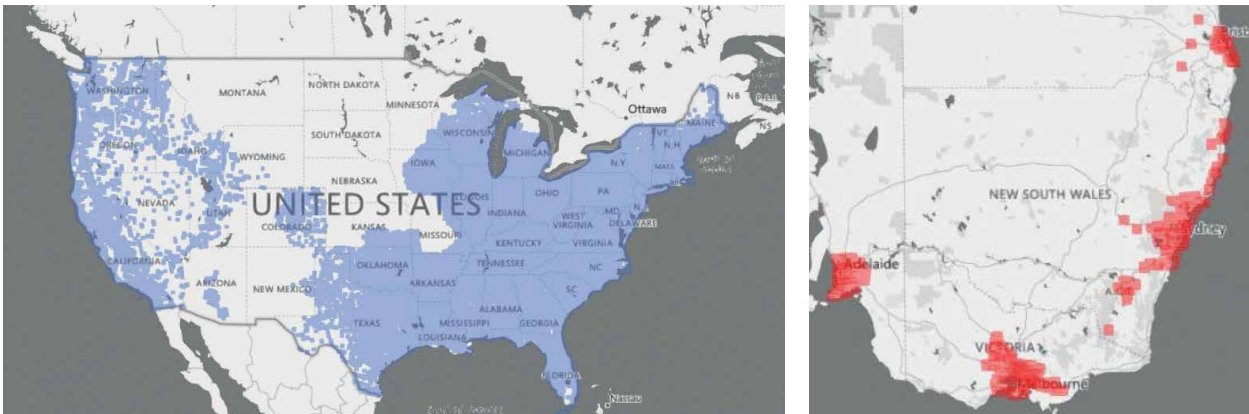 WASHINGTON
MONTANA
NORTH DAKOTA
MINNESOTA
Ottawa
NB
NS
MAINE
OREGON
IDAHO
SOUTH DAKOTA
WISCONSIN
MICHIGAN
VT.
N.H.
N.Y.
MASS.
WYOMING
IOWA
NEBRASKA
NEVADA
UTAH
UNITED STATES
ILLINOIS
INDIANA
OHIO
PA
MD
DELAWARE
COLORADO
KANSAS
MISSOURI
WEST
VIRGINIA
VIRGINIA
KENTUCKY
CALIFORNIA
ARIZONA
NEW MEXICO
OKLAHOMA
ARKANSAS
TENNESSEE
NC
SC
TEXAS
MISSISSIPPI
ALABAMA
GEORGIA
LOUISIANA
FLORIDA
Nassau
NEW SOUTH WALES
Sydney
Adelaide
VICTORIA
Melbourne